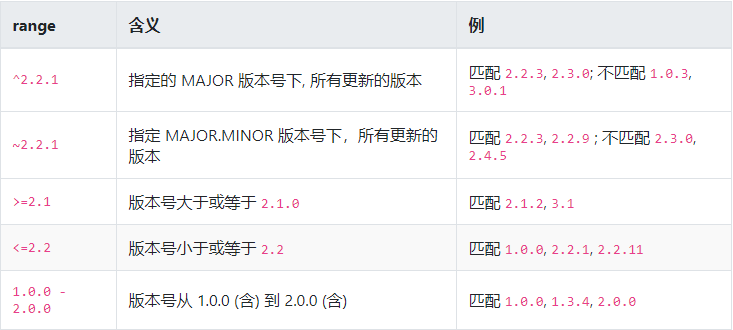 range 含义 例
^2.2.1 指定的 MAJOR 版本号下, 所有更新的版本 匹配 2.2.3, 2.3.0; 不匹配 1.0.3,
3.0.1
~2.2.1 指定 MAJOR.MINOR 版本号下，所有更新的
版本 匹配 2.2.3, 2.2.9 ; 不匹配 2.3.0,
2.4.5
>=2.1 版本号大于或等于 2.1.0 匹配 2.1.2, 3.1
<=2.2 版本号小于或等于 2.2 匹配 1.0.0, 2.2.1, 2.2.11
1.0.0 -
2.0.0 版本号从 1.0.0 (含) 到 2.0.0 (含) 匹配 1.0.0, 1.3.4, 2.0.0